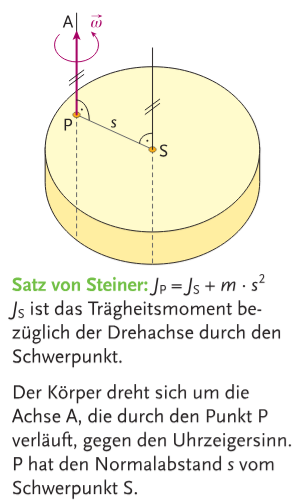 A
ω
P
s
S
Satz von Steiner: Jₚ = Jₛ + m · s²
Jₛ ist das Trägheitsmoment be-
züglich der Drehachse durch den
Schwerpunkt.
Der Körper dreht sich um die
Achse A, die durch den Punkt P
verläuft, gegen den Uhrzeigersinn.
P hat den Normalabstand s vom
Schwerpunkt S.